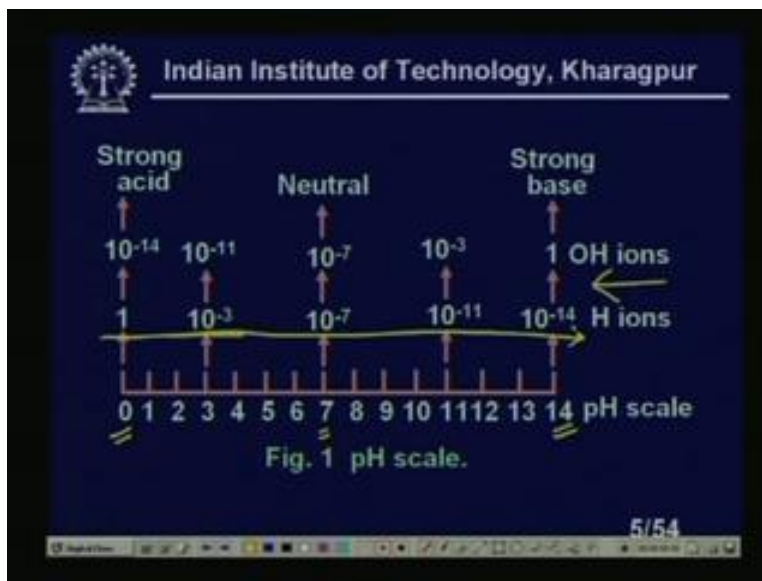 Indian Institute of Technology, Kharagpur
Strong acid
Neutral
Strong base
10⁻¹⁴ 10⁻¹¹ 10⁻⁷ 10⁻³ 1 OH ions
1 10⁻³ 10⁻⁷ 10⁻¹¹ 10⁻¹⁴ H ions
0 1 2 3 4 5 6 7 8 9 10 11 12 13 14 pH scale
Fig. 1 pH scale.
5/54